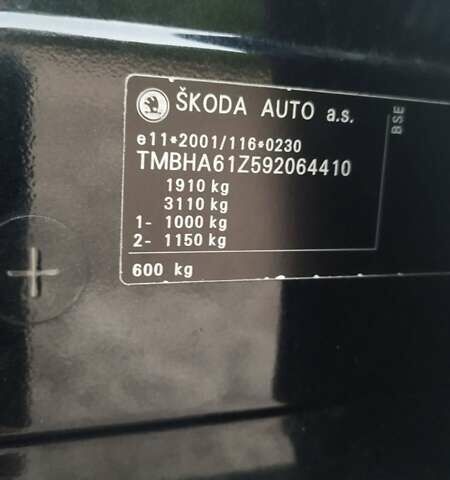 ŠKODA AUTO a.s.
e11*2001/116*0230
TMBHA61Z592064410
1910 kg
3110 kg
1- 1000 kg
2- 1150 kg
600 kg
BSE